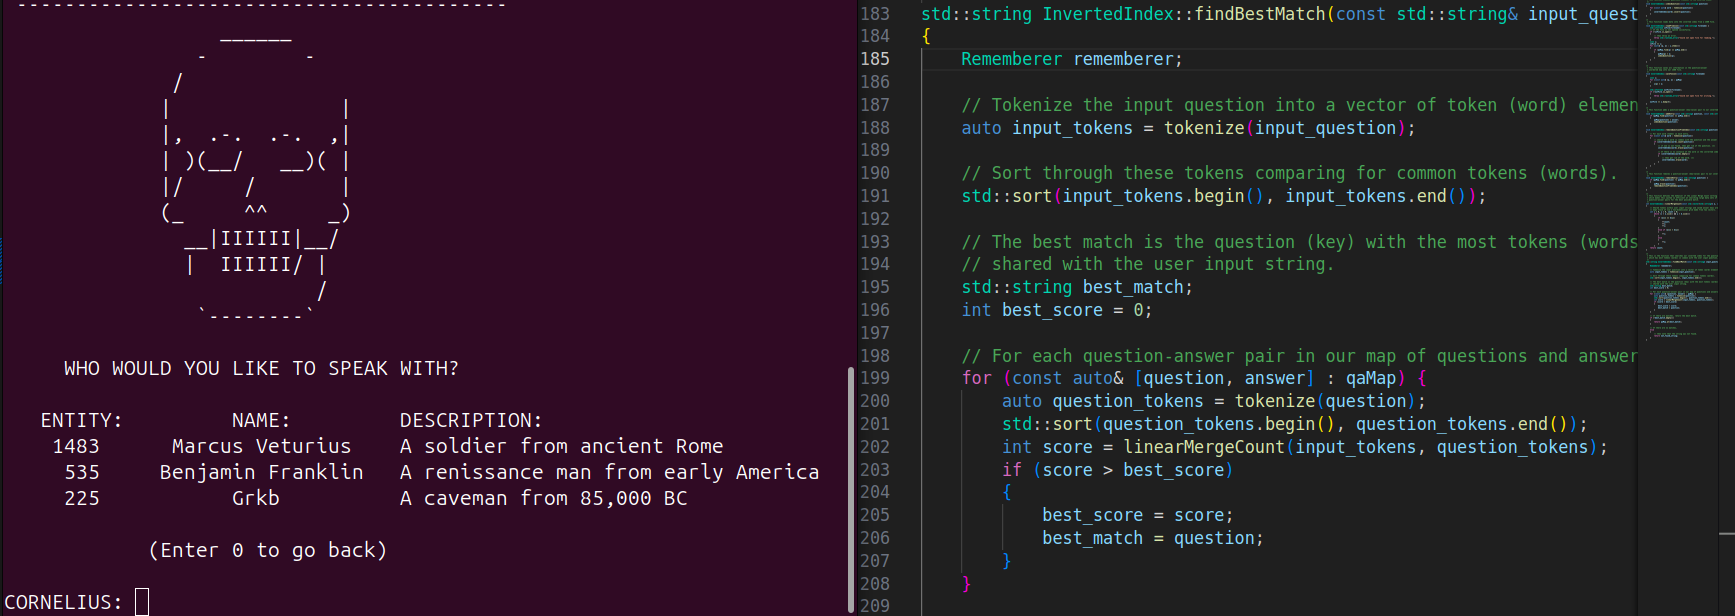 WHO WOULD YOU LIKE TO SPEAK WITH?
ENTITY: NAME: DESCRIPTION:
1483 Marcus Veturius A soldier from ancient Rome
535 Benjamin Franklin A renissance man from early America
225 Grkb A caveman from 85,000 BC
(Enter 0 to go back)
CORNELIUS:
183 std::string InvertedIndex::findBestMatch(const std::string& input_quest
184 {
185 Rememberer rememberer;
186
187 // Tokenize the input question into a vector of token (word) elemen
188 auto input_tokens = tokenize(input_question);
189
190 // Sort through these tokens comparing for common tokens (words).
191 std::sort(input_tokens.begin(), input_tokens.end());
192
193 // The best match is the question (key) with the most tokens (words
194 // shared with the user input string.
195 std::string best_match;
196 int best_score = 0;
197
198 // For each question-answer pair in our map of questions and answer
199 for (const auto& [question, answer] : qaMap) {
200 auto question_tokens = tokenize(question);
201 std::sort(question_tokens.begin(), question_tokens.end());
202 int score = linearMergeCount(input_tokens, question_tokens);
203 if (score > best_score)
204 {
205 best_score = score;
206 best_match = question;
207 }
208 }
209